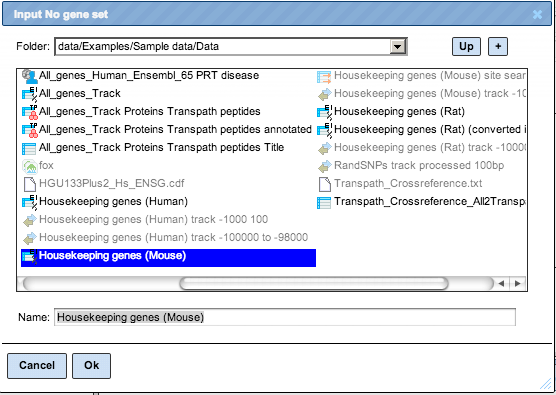 Input No gene set
Folder: data/Examples/Sample data/Data
Up
+
All_genes_Human_Ensembl_65 PRT disease
All_genes_Track
All_genes_Track Proteins Transpath peptides
All_genes_Track Proteins Transpath peptides annotated
All_genes_Track Proteins Transpath peptides Title
fox
HGU133Plus2_Hs_ENSG.cdf
Housekeeping genes (Human)
Housekeeping genes (Human) track -1000 100
Housekeeping genes (Human) track -100000 to -98000
Housekeeping genes (Mouse)
Housekeeping genes (Mouse) site sear
Housekeeping genes (Mouse) track -10
Housekeeping genes (Rat)
Housekeeping genes (Rat) (converted i
Housekeeping genes (Rat) track -10000
RandSNPs track processed 100bp
Transpath_Crossreference.txt
Transpath_Crossreference_All2Transpa
Name: Housekeeping genes (Mouse)
Cancel
Ok